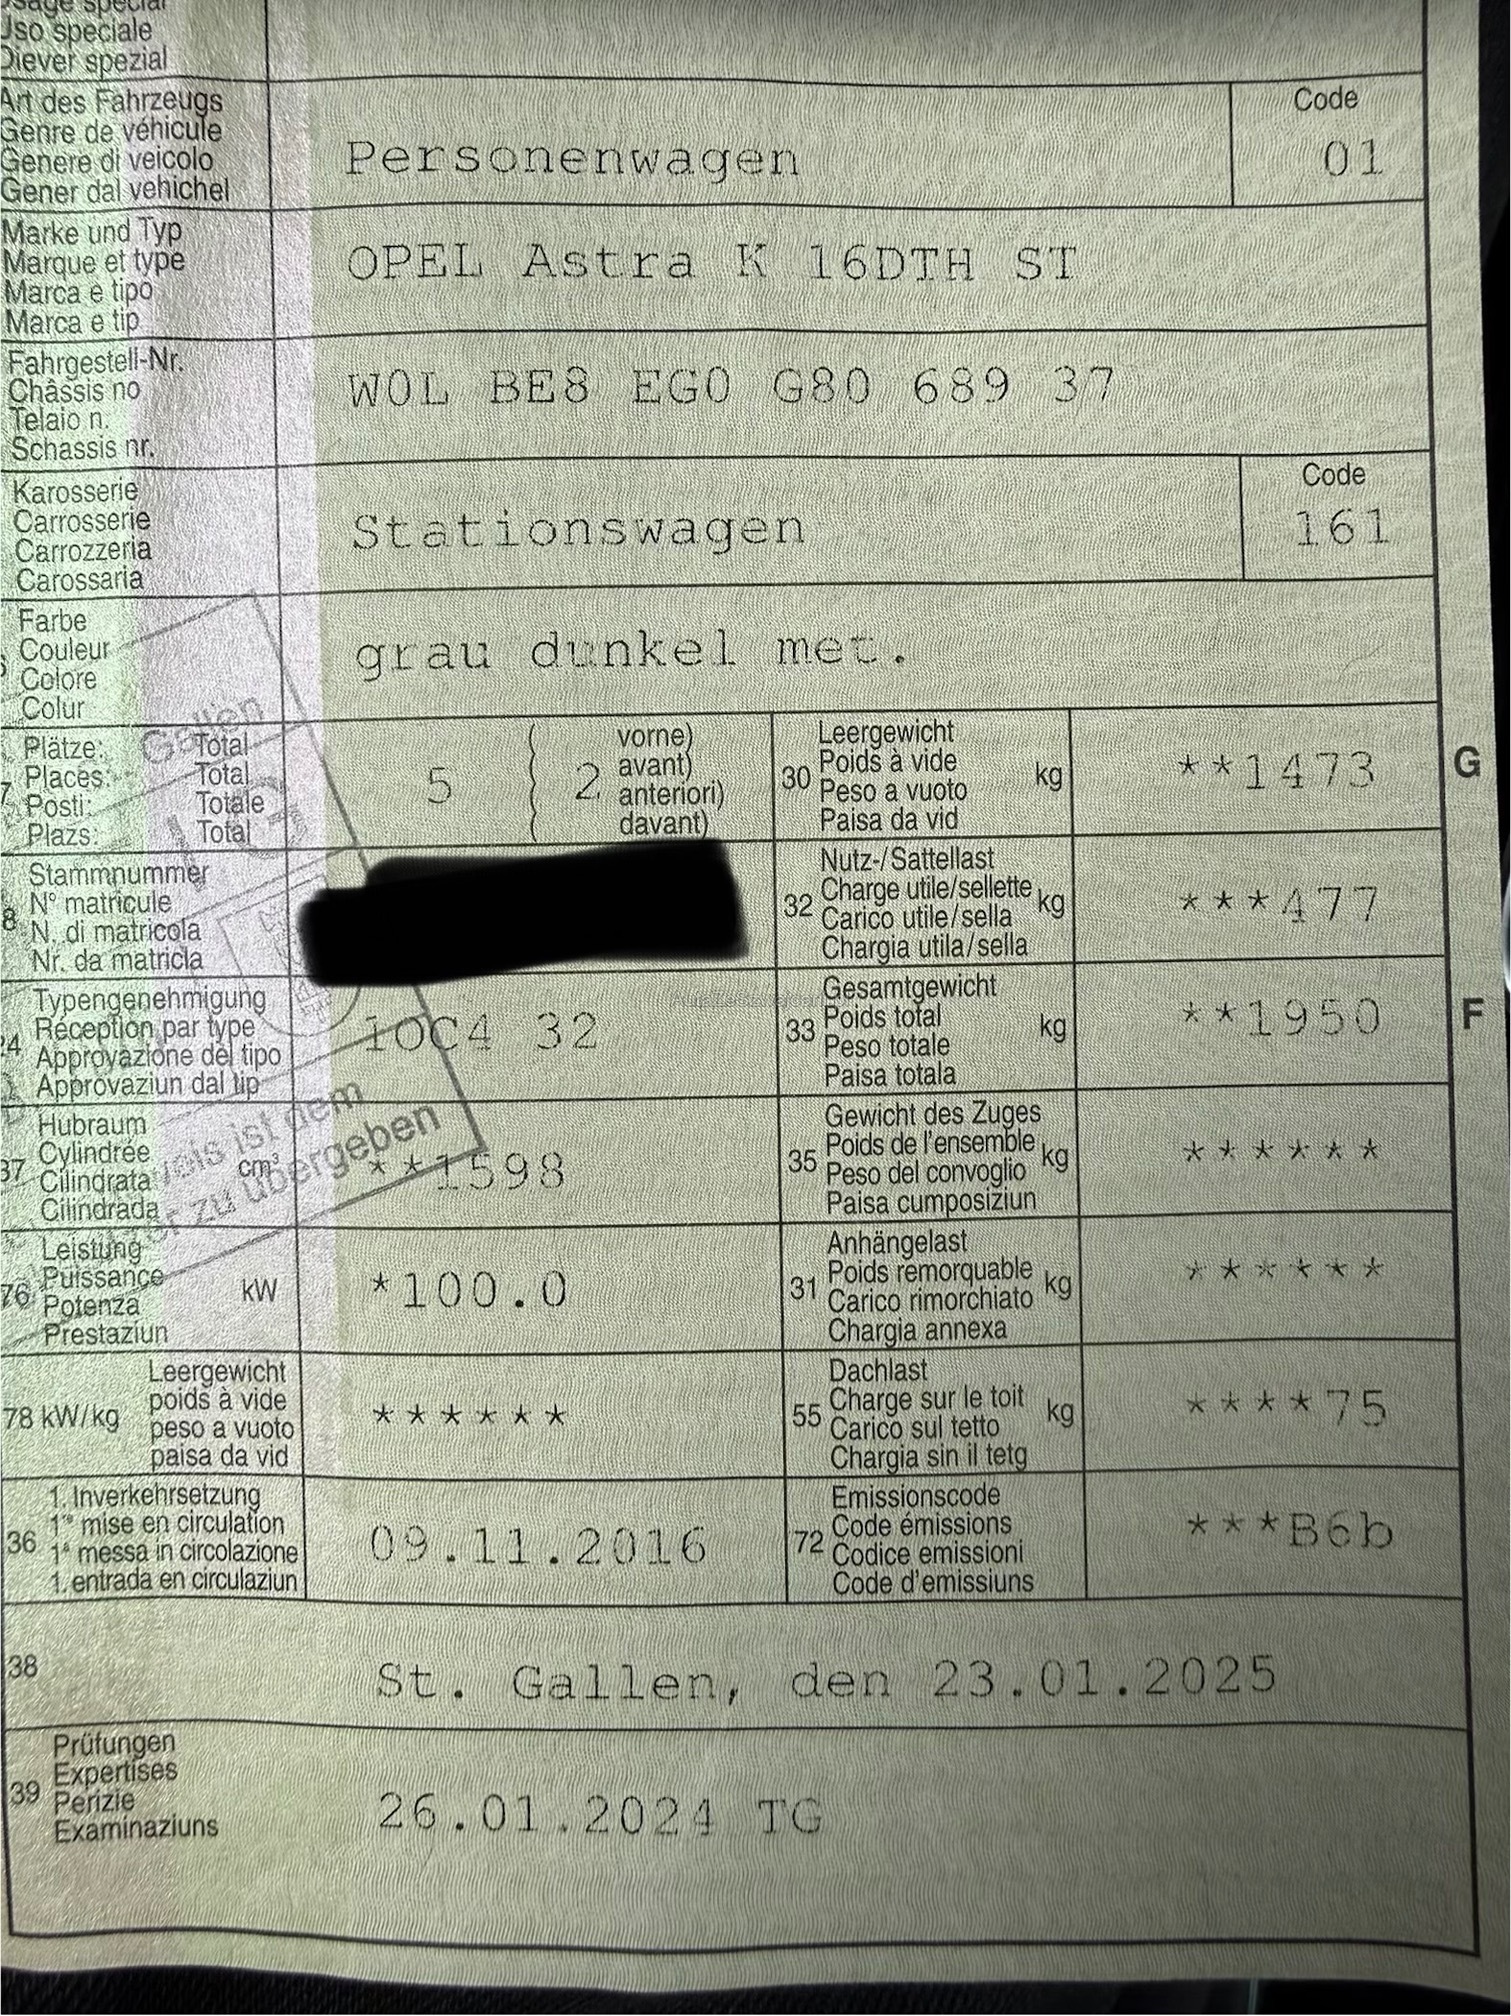 Usage spécial
Uso speciale
Diever spezial
Art des Fahrzeugs
Genre de véhicule
Genere di veicolo
Gener dal vehichel
Personenwagen
Code
01
Marke und Typ
Marque et type
Marca e tipo
Marca e tip
OPEL Astra K 16DTH ST
Fahrgestell-Nr.
Châssis no
Telaio n.
Schassis nr.
W0L BE8 EG0 G80 689 37
Karosserie
Carrosserie
Carrozzeria
Carossaria
Stationswagen
Code
161
Farbe
Couleur
Colore
Colur
grau dunkel met.
Plätze: Total
Places: Total
Posti: Totale
Plazs: Total
5 2
vorne)
avant)
anteriori)
davant)
30
Leergewicht
Poids à vide
Peso a vuoto
Paisa da vid
kg
**1473
G
Stammnummer
N° matricule
N. di matricola
Nr. da matricla
32
Nutz-/Sattellast
Charge utile/sellette
Carico utile/sella
Chargia utila/sella
kg
***477
Typengenehmigung
Réception par type
Approvazione del tipo
Approvaziun dal tip
1OC4 32
33
Gesamtgewicht
Poids total
Peso totale
Paisa totala
kg
**1950
F
37
Hubraum
Cylindrée
Cilindrata
Cilindrada
cm³
**1598
35
Gewicht des Zuges
Poids de l'ensemble
Peso del convoglio
Paisa cumposiziun
kg
******
76
Leistung
Puissance
Potenza
Prestaziun
kW
*100.0
31
Anhängelast
Poids remorquable
Carico rimorchiato
Chargia annexa
kg
******
78 kW/kg
Leergewicht
poids à vide
peso a vuoto
paisa da vid
******
55
Dachlast
Charge sur le toit
Carico sul tetto
Chargia sin il tetg
kg
****75
36
1. Inverkehrsetzung
1re mise en circulation
1a messa in circolazione
1. entrada en circulaziun
09.11.2016
72
Emissionscode
Code émissions
Codice emissioni
Code d'emissiuns
***B6b
38
St. Gallen, den 23.01.2025
39
Prüfungen
Expertises
Perizie
Examinaziuns
26.01.2024 TG
Gallen
ist dem
zu übergeben